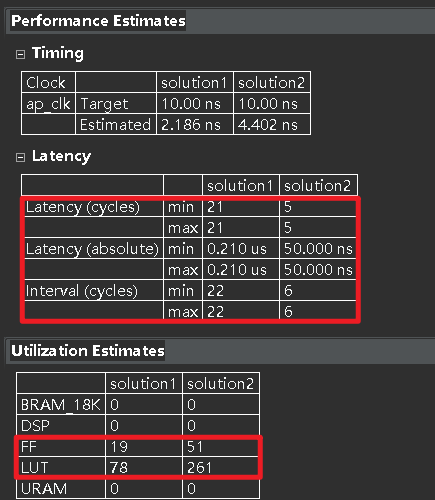 Performance Estimates
Timing
Clock solution1 solution2
ap_clk Target 10.00 ns 10.00 ns
Estimated 2.186 ns 4.402 ns
Latency
solution1 solution2
Latency (cycles) min 21 5
max 21 5
Latency (absolute) min 0.210 us 50.000 ns
max 0.210 us 50.000 ns
Interval (cycles) min 22 6
max 22 6
Utilization Estimates
solution1 solution2
BRAM_18K 0 0
DSP 0 0
FF 19 51
LUT 78 261
URAM 0 0